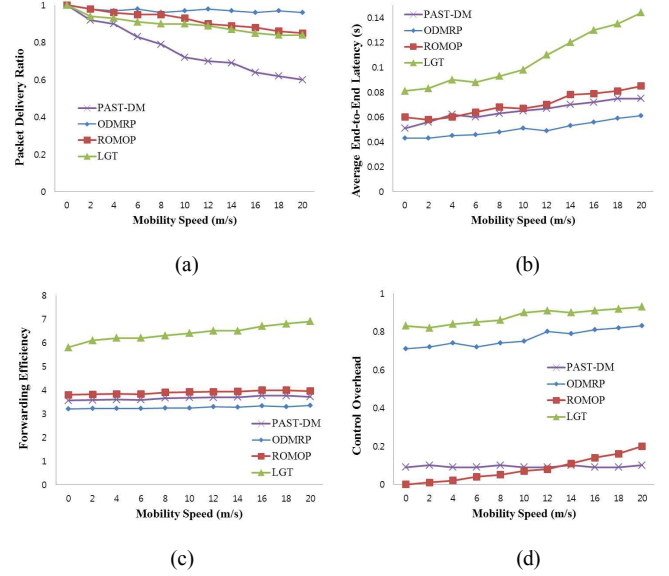 Packet Delivery Ratio
1
0.8
0.6
0.4
0.2
0
PAST-DM
ODMRP
ROMOP
LGT
0 2 4 6 8 10 12 14 16 18 20
Mobility Speed (m/s)
(a)
Average End-to-End Latency (s)
0.14
0.12
0.1
0.08
0.06
0.04
0.02
0
PAST-DM
ODMRP
ROMOP
LGT
0 2 4 6 8 10 12 14 16 18 20
Mobility Speed (m/s)
(b)
Forwarding Efficiency
8
7
6
5
4
3
2
1
0
PAST-DM
ODMRP
ROMOP
LGT
0 2 4 6 8 10 12 14 16 18 20
Mobility Speed (m/s)
(c)
Control Overhead
1
0.8
0.6
0.4
0.2
0
PAST-DM
ODMRP
ROMOP
LGT
0 2 4 6 8 10 12 14 16 18 20
Mobility Speed (m/s)
(d)